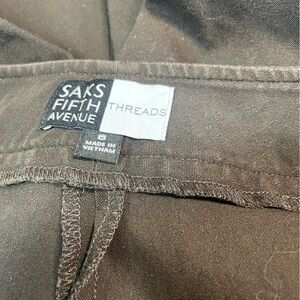 SAKS
FIFTH
AVENUE
THREADS
8
MADE IN
VIETNAM